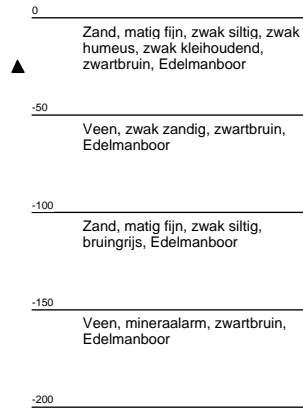 0
Zand, matig fijn, zwak siltig, zwak
humeus, zwak kleihoudend,
zwartbruin, Edelmanboor
-50
Veen, zwak zandig, zwartbruin,
Edelmanboor
-100
Zand, matig fijn, zwak siltig,
bruingrijs, Edelmanboor
-150
Veen, mineraalarm, zwartbruin,
Edelmanboor
-200